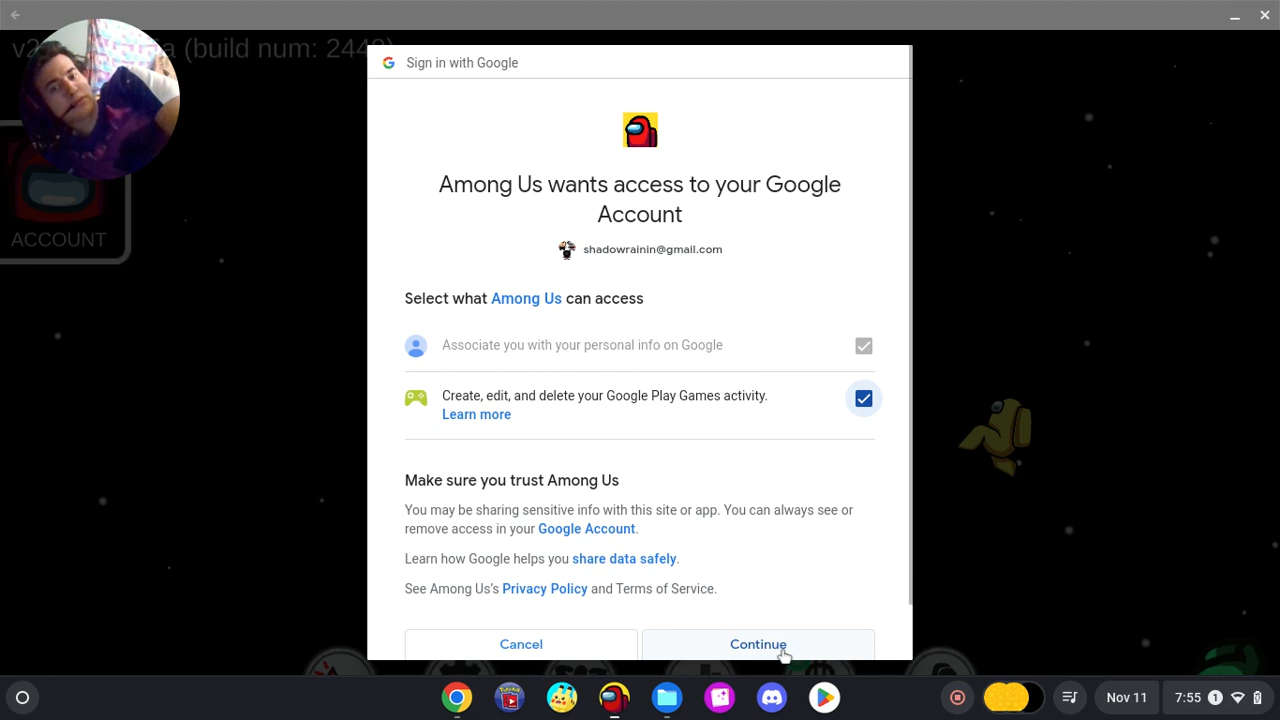 (build num: 244
Sign in with Google
Among Us wants access to your Google
Account
shadowrainin@gmail.com
ACCOUNT
Select what Among Us can access
Associate you with your personal info on Google
Create, edit, and delete your Google Play Games activity.
Learn more
Make sure you trust Among Us
You may be sharing sensitive info with this site or app. You can always see or
remove access in your Google Account.
Learn how Google helps you share data safely.
See Among Us's Privacy Policy and Terms of Service.
Cancel
Continue
Nov 11
7:55
1